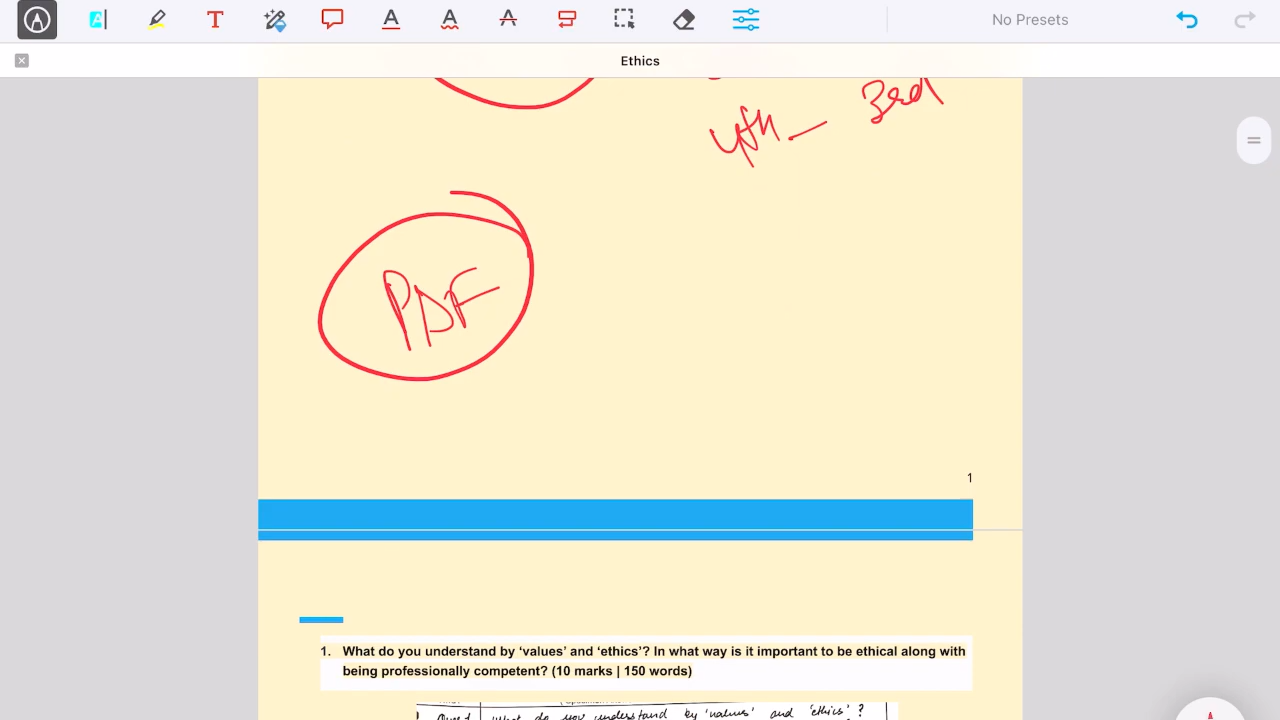 No Presets
Ethics
3rd
4th
PDF
1
1. What do you understand by ‘values’ and ‘ethics’? In what way is it important to be ethical along with
being professionally competent? (10 marks | 150 words)
What do you understand by 'values' and 'ethics'?